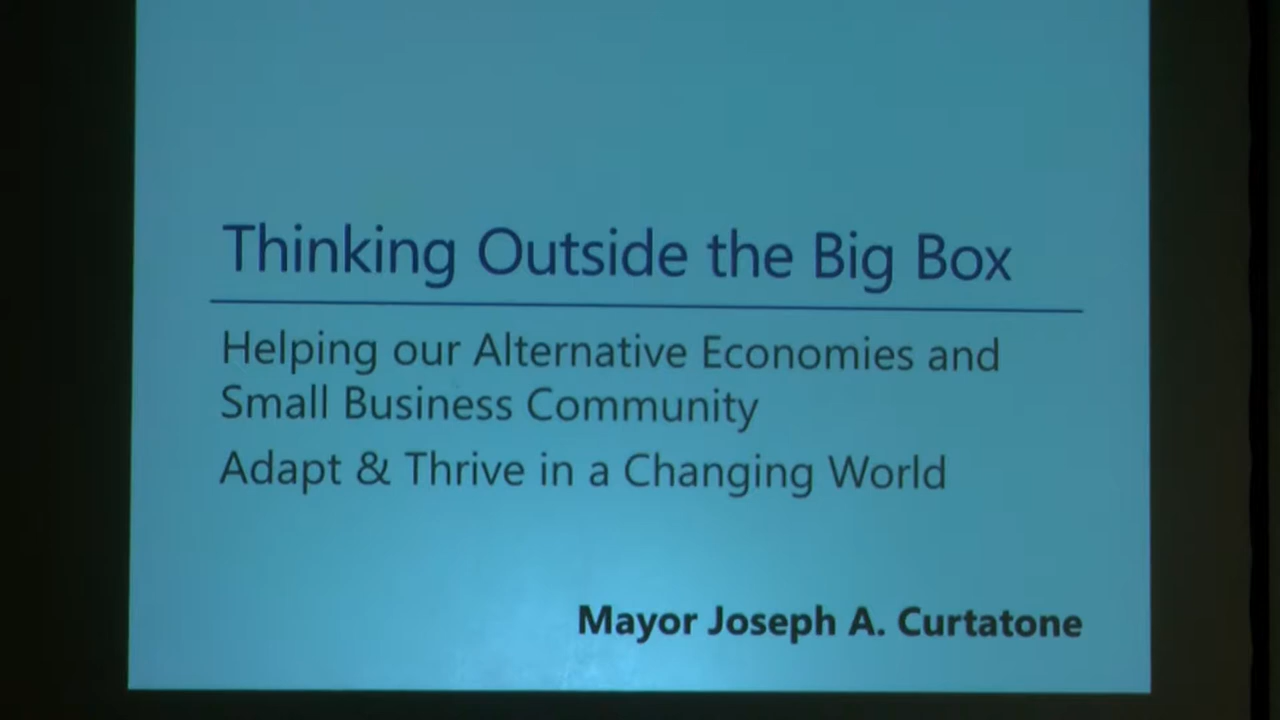 Thinking Outside the Big Box
Helping our Alternative Economies and
Small Business Community
Adapt & Thrive in a Changing World
Mayor Joseph A. Curtatone